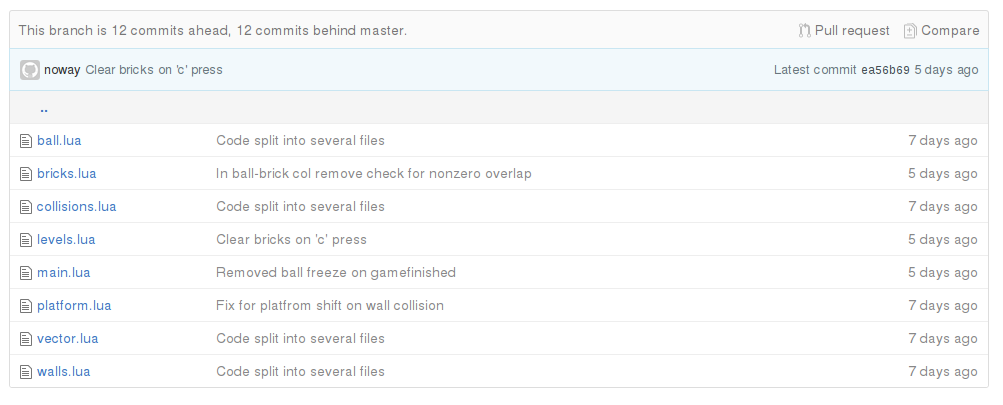 This branch is 12 commits ahead, 12 commits behind master. Pull request Compare
noway Clear bricks on 'c' press Latest commit ea56b69 5 days ago
..
ball.lua Code split into several files 7 days ago
bricks.lua In ball-brick col remove check for nonzero overlap 5 days ago
collisions.lua Code split into several files 7 days ago
levels.lua Clear bricks on 'c' press 5 days ago
main.lua Removed ball freeze on gamefinished 5 days ago
platform.lua Fix for platfrom shift on wall collision 7 days ago
vector.lua Code split into several files 7 days ago
walls.lua Code split into several files 7 days ago